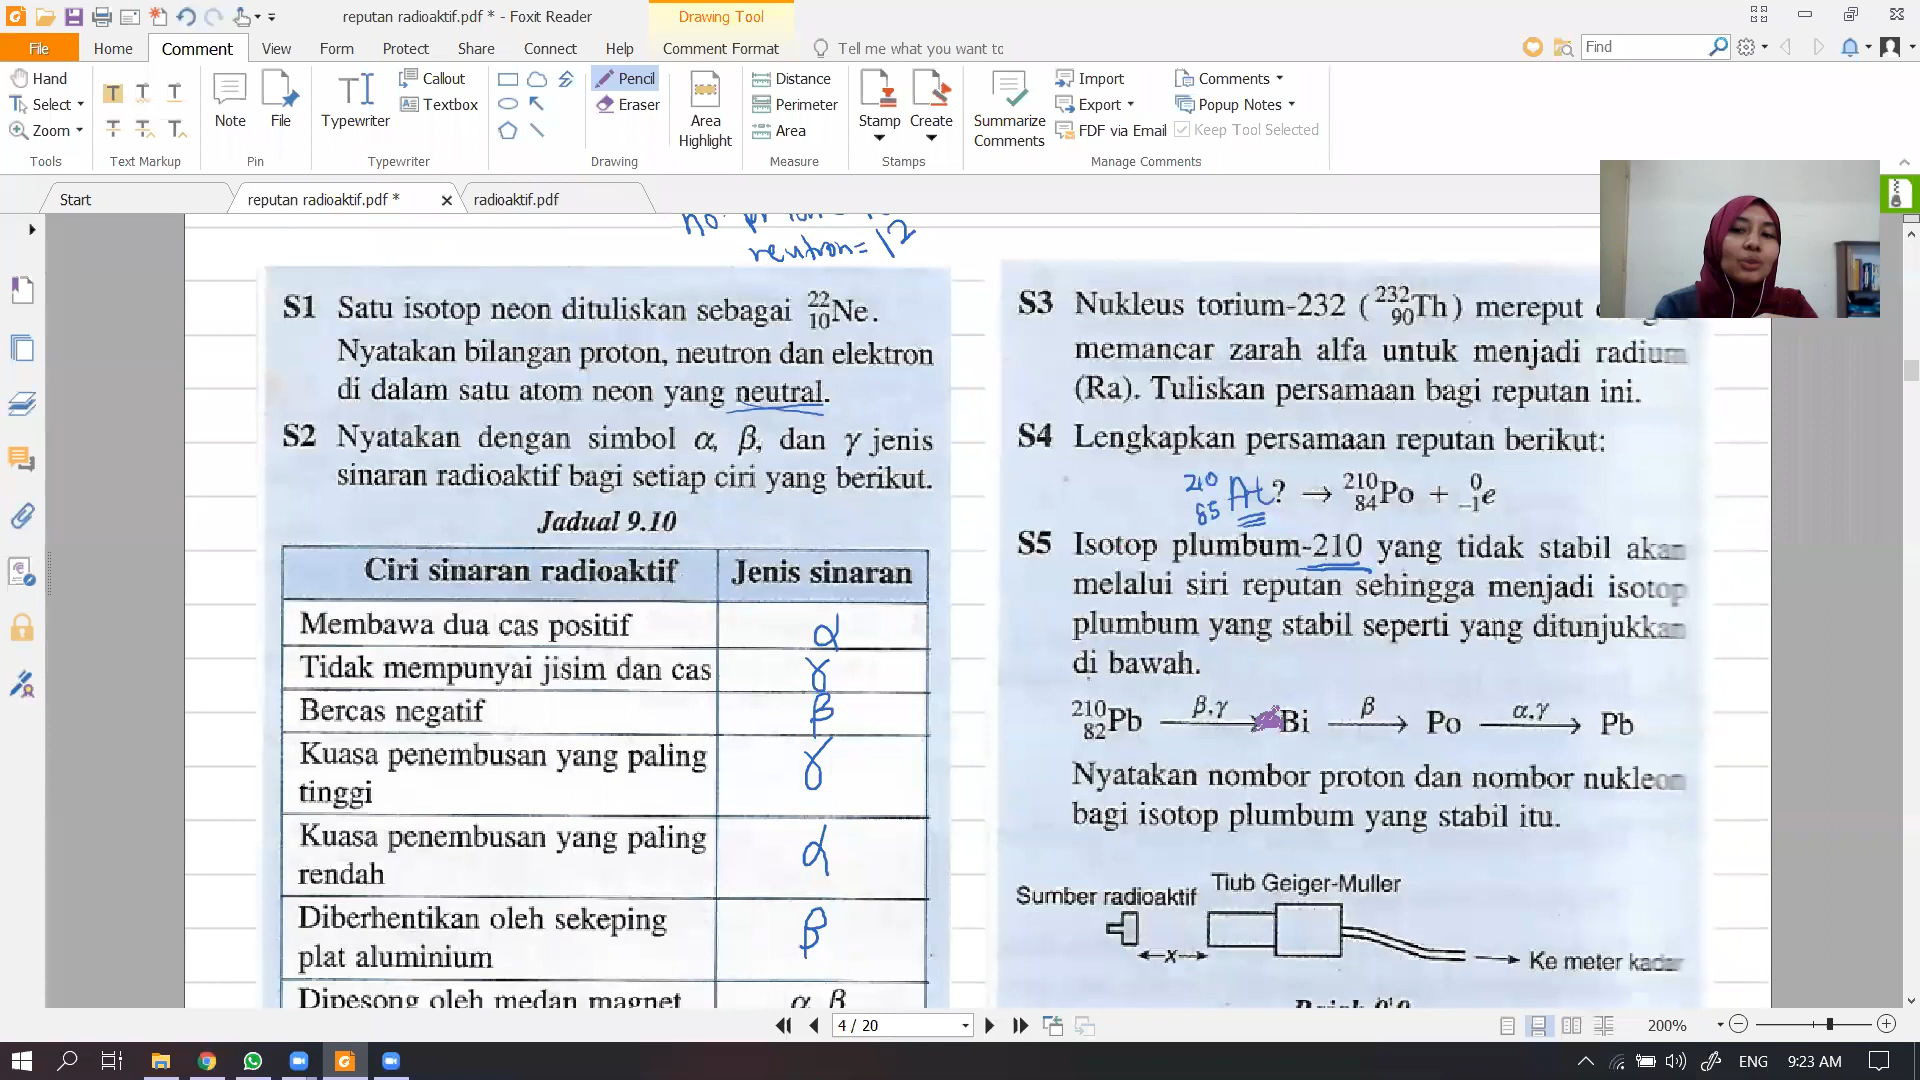 reputan radioaktif.pdf * - Foxit Reader
Drawing Tool
File Home Comment View Form Protect Share Connect Help Comment Format Tell me what you want to Find
Hand
Select
Zoom
Tools
Text Markup
Note
File
Pin
Typewriter
Callout
Textbox
Typewriter
Pencil
Eraser
Drawing
Area Highlight
Distance
Perimeter
Area
Measure
Stamp
Create
Stamps
Summarize Comments
Import
Export
FDF via Email
Comments
Popup Notes
Keep Tool Selected
Manage Comments
Start
reputan radioaktif.pdf *
radioaktif.pdf
neutron = 12
S1 Satu isotop neon dituliskan sebagai ²²₁₀Ne.
Nyatakan bilangan proton, neutron dan elektron
di dalam satu atom neon yang neutral.
S2 Nyatakan dengan simbol α, β, dan γ jenis
sinaran radioaktif bagi setiap ciri yang berikut.
Jadual 9.10
Ciri sinaran radioaktif Jenis sinaran
Membawa dua cas positif α
Tidak mempunyai jisim dan cas γ
Bercas negatif β
Kuasa penembusan yang paling
tinggi γ
Kuasa penembusan yang paling
rendah α
Diberhentikan oleh sekeping
plat aluminium β
Dipesong oleh medan magnet α, β
S3 Nukleus torium-232 (²³²₉₀Th) mereput
memancar zarah alfa untuk menjadi radium
(Ra). Tuliskan persamaan bagi reputan ini.
S4 Lengkapkan persamaan reputan berikut:
²¹⁰₈₅At ? → ²¹⁰₈₄Po + ⁰₋₁e
S5 Isotop plumbum-210 yang tidak stabil akan
melalui siri reputan sehingga menjadi isotop
plumbum yang stabil seperti yang ditunjukkan
di bawah.
²¹⁰₈₂Pb —β,γ→ Bi —β→ Po —α,γ→ Pb
Nyatakan nombor proton dan nombor nukleon
bagi isotop plumbum yang stabil itu.
Sumber radioaktif
Tiub Geiger-Muller
x
Ke meter kadar
4 / 20
200%
ENG
9:23 AM